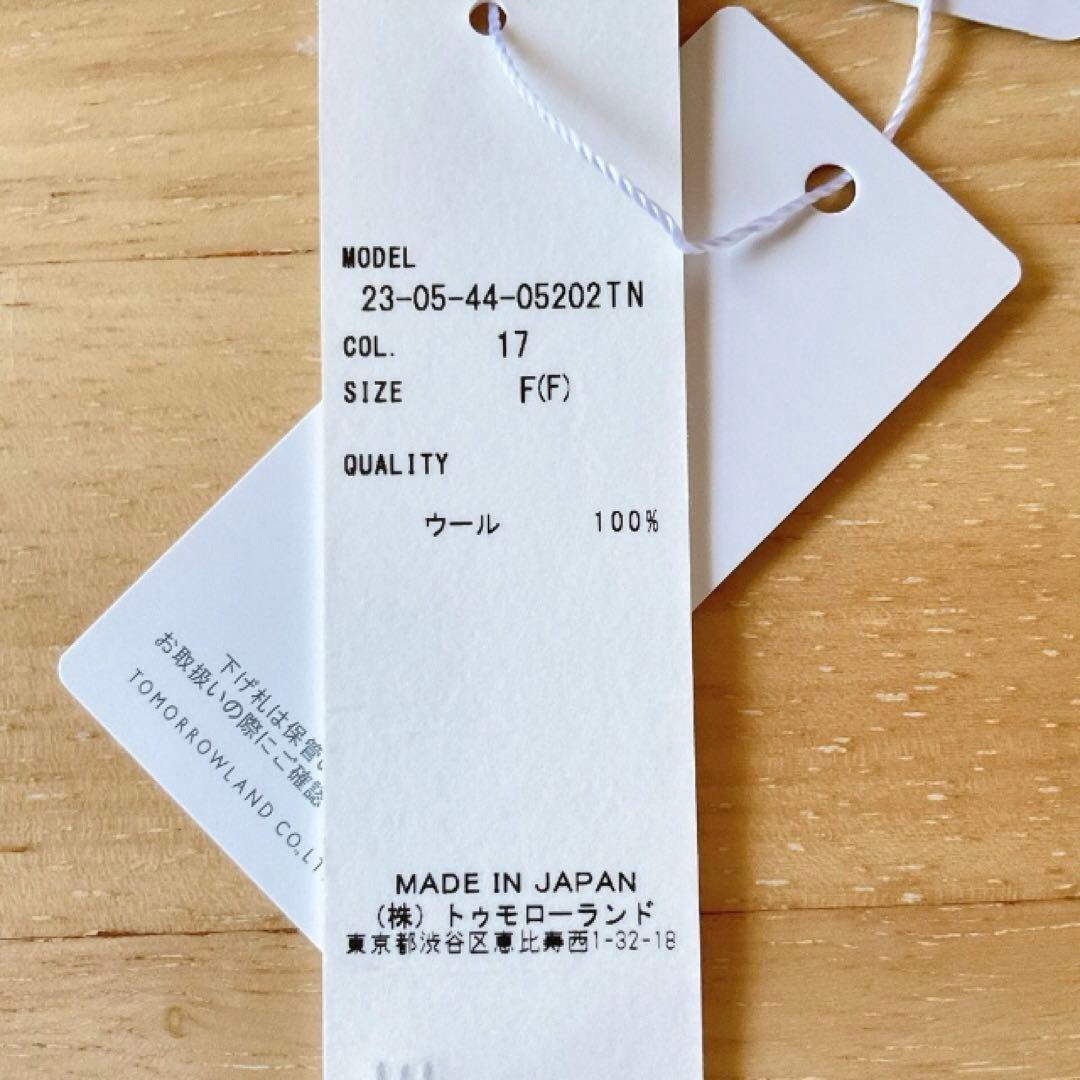 MODEL
23-05-44-05202TN
COL. 17
SIZE F(F)
QUALITY
ウール 100%
MADE IN JAPAN
(株) トゥモローランド
東京都渋谷区恵比寿西1-32-18
下げ札は保管
お取扱いの際にご確認
TOMORROWLAND CO.,LT